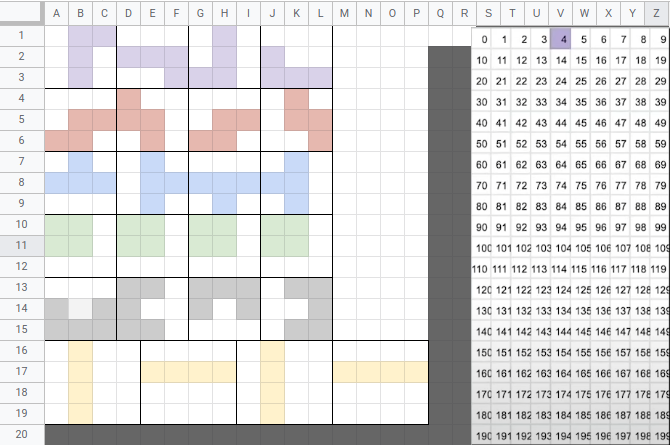 A B C D E F G H I J K L M N O P Q R S T U V W X Y Z
1 0 1 2 3 4 5 6 7 8 9
2 10 11 12 13 14 15 16 17 18 19
3 20 21 22 23 24 25 26 27 28 29
4 30 31 32 33 34 35 36 37 38 39
5 40 41 42 43 44 45 46 47 48 49
6 50 51 52 53 54 55 56 57 58 59
7 60 61 62 63 64 65 66 67 68 69
8 70 71 72 73 74 75 76 77 78 79
9 80 81 82 83 84 85 86 87 88 89
10 90 91 92 93 94 95 96 97 98 99
11 100 101 102 103 104 105 106 107 108 109
12 110 111 112 113 114 115 116 117 118 119
13 120 121 122 123 124 125 126 127 128 129
14 130 131 132 133 134 135 136 137 138 139
15 140 141 142 143 144 145 146 147 148 149
16 150 151 152 153 154 155 156 157 158 159
17 160 161 162 163 164 165 166 167 168 169
18 170 171 172 173 174 175 176 177 178 179
19 180 181 182 183 184 185 186 187 188 189
20 190 191 192 193 194 195 196 197 198 199